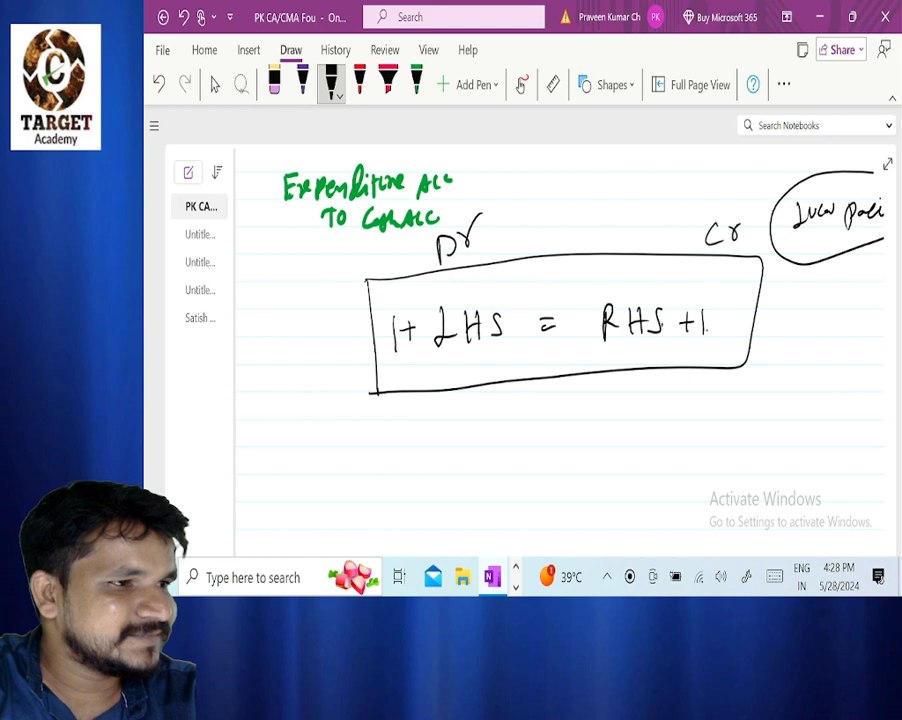 TARGET
Academy
PK CA/CMA Fou - On...
Search
Praveen Kumar Ch
PK
Buy Microsoft 365
File Home Insert Draw History Review View Help
Share
Add Pen
Shapes
Full Page View
Search Notebooks
PK CA...
Untitle...
Untitle...
Untitle...
Satish ...
Expenditure A/c
To Cash A/c
Dr
Cr
Luca
1+ LHS = RHS +1
Activate Windows
Go to Settings to activate Windows.
Type here to search
39°C
ENG
IN
4:28 PM
5/28/2024